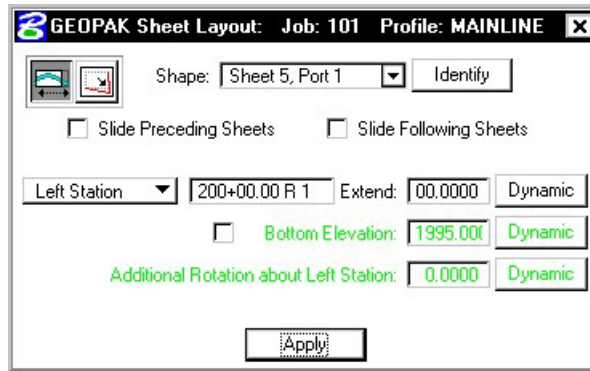 GEOPAK Sheet Layout: Job: 101 Profile: MAINLINE
Shape: Sheet 5, Port 1 Identify
Slide Preceding Sheets Slide Following Sheets
Left Station 200+00.00 R 1 Extend: 00.0000 Dynamic
Bottom Elevation: 1995.00( Dynamic
Additional Rotation about Left Station: 0.0000 Dynamic
Apply